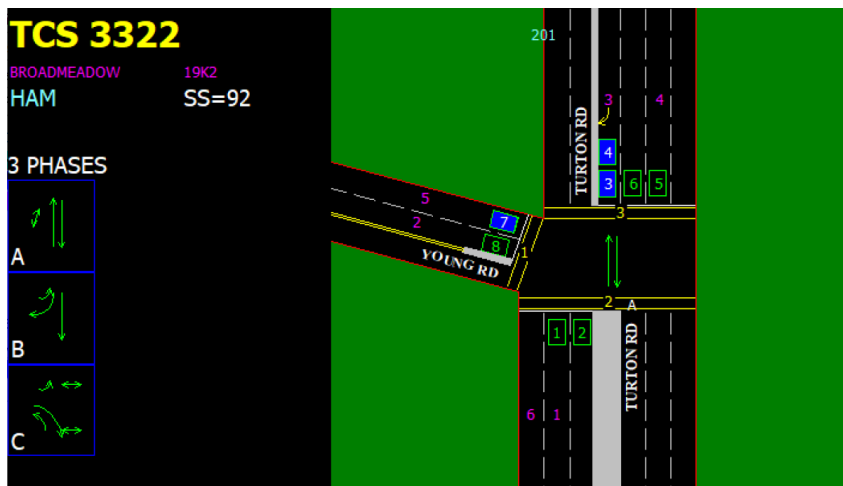 TCS 3322
BROADMEADOW 19K2
HAM SS=92
3 PHASES
A
B
C
201
3 4
TURTON RD
4
3 6 5
3
5
2
7
8
1
YOUNG RD
2 A
1 2
TURTON RD
6 1